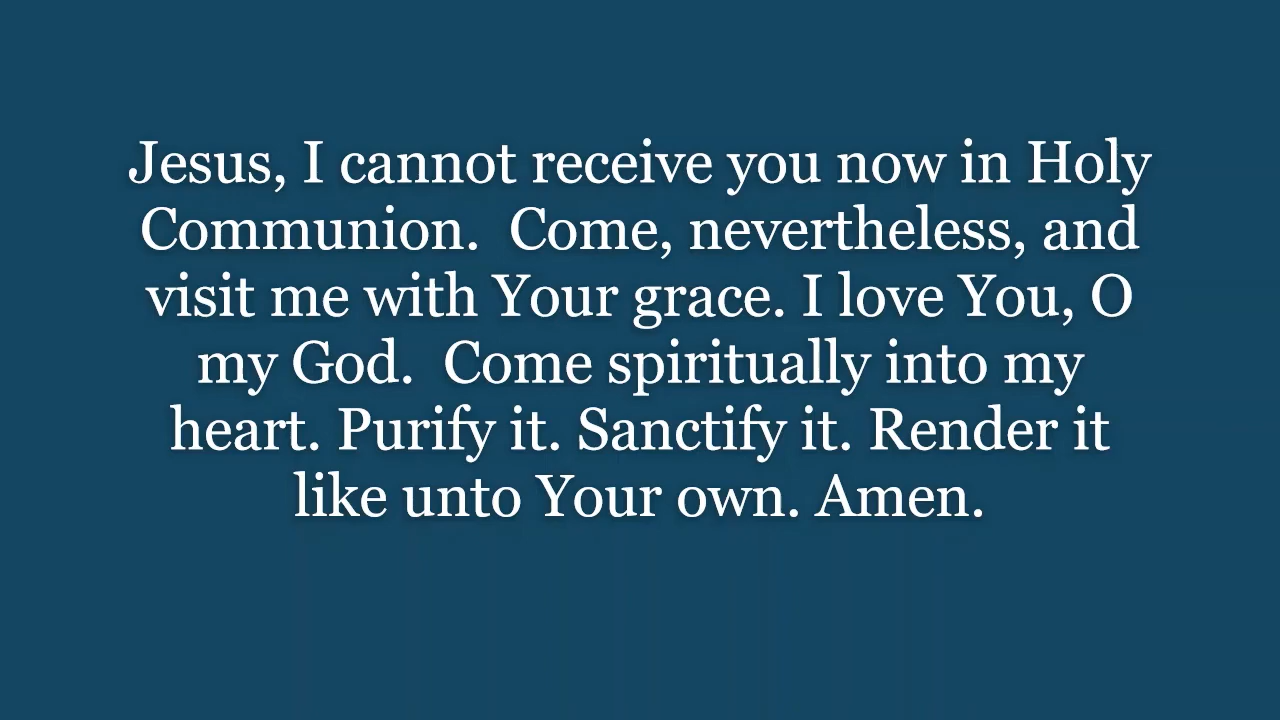 Jesus, I cannot receive you now in Holy
Communion.  Come, nevertheless, and
visit me with Your grace. I love You, O
my God.  Come spiritually into my
heart. Purify it. Sanctify it. Render it
like unto Your own. Amen.